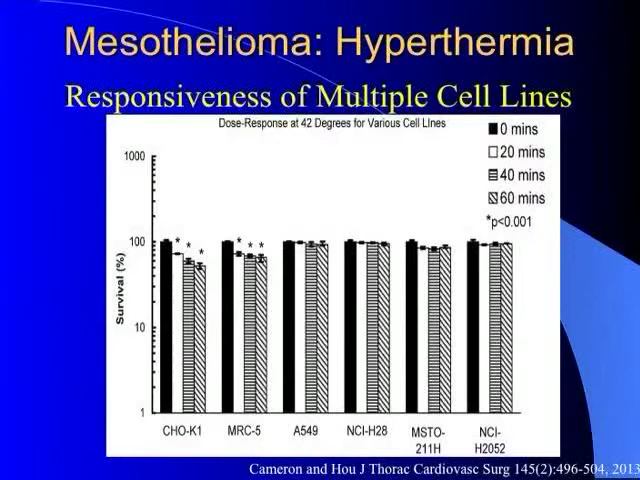 Mesothelioma: Hyperthermia
Responsiveness of Multiple Cell Lines
Dose-Response at 42 Degrees for Various Cell LInes
0 mins
20 mins
40 mins
60 mins
*p<0.001
1000
100
10
1
Survival (%)
* * *
* * *
CHO-K1
MRC-5
A549
NCI-H28
MSTO-
211H
NCI-
H2052
Cameron and Hou J Thorac Cardiovasc Surg 145(2):496-504, 2013